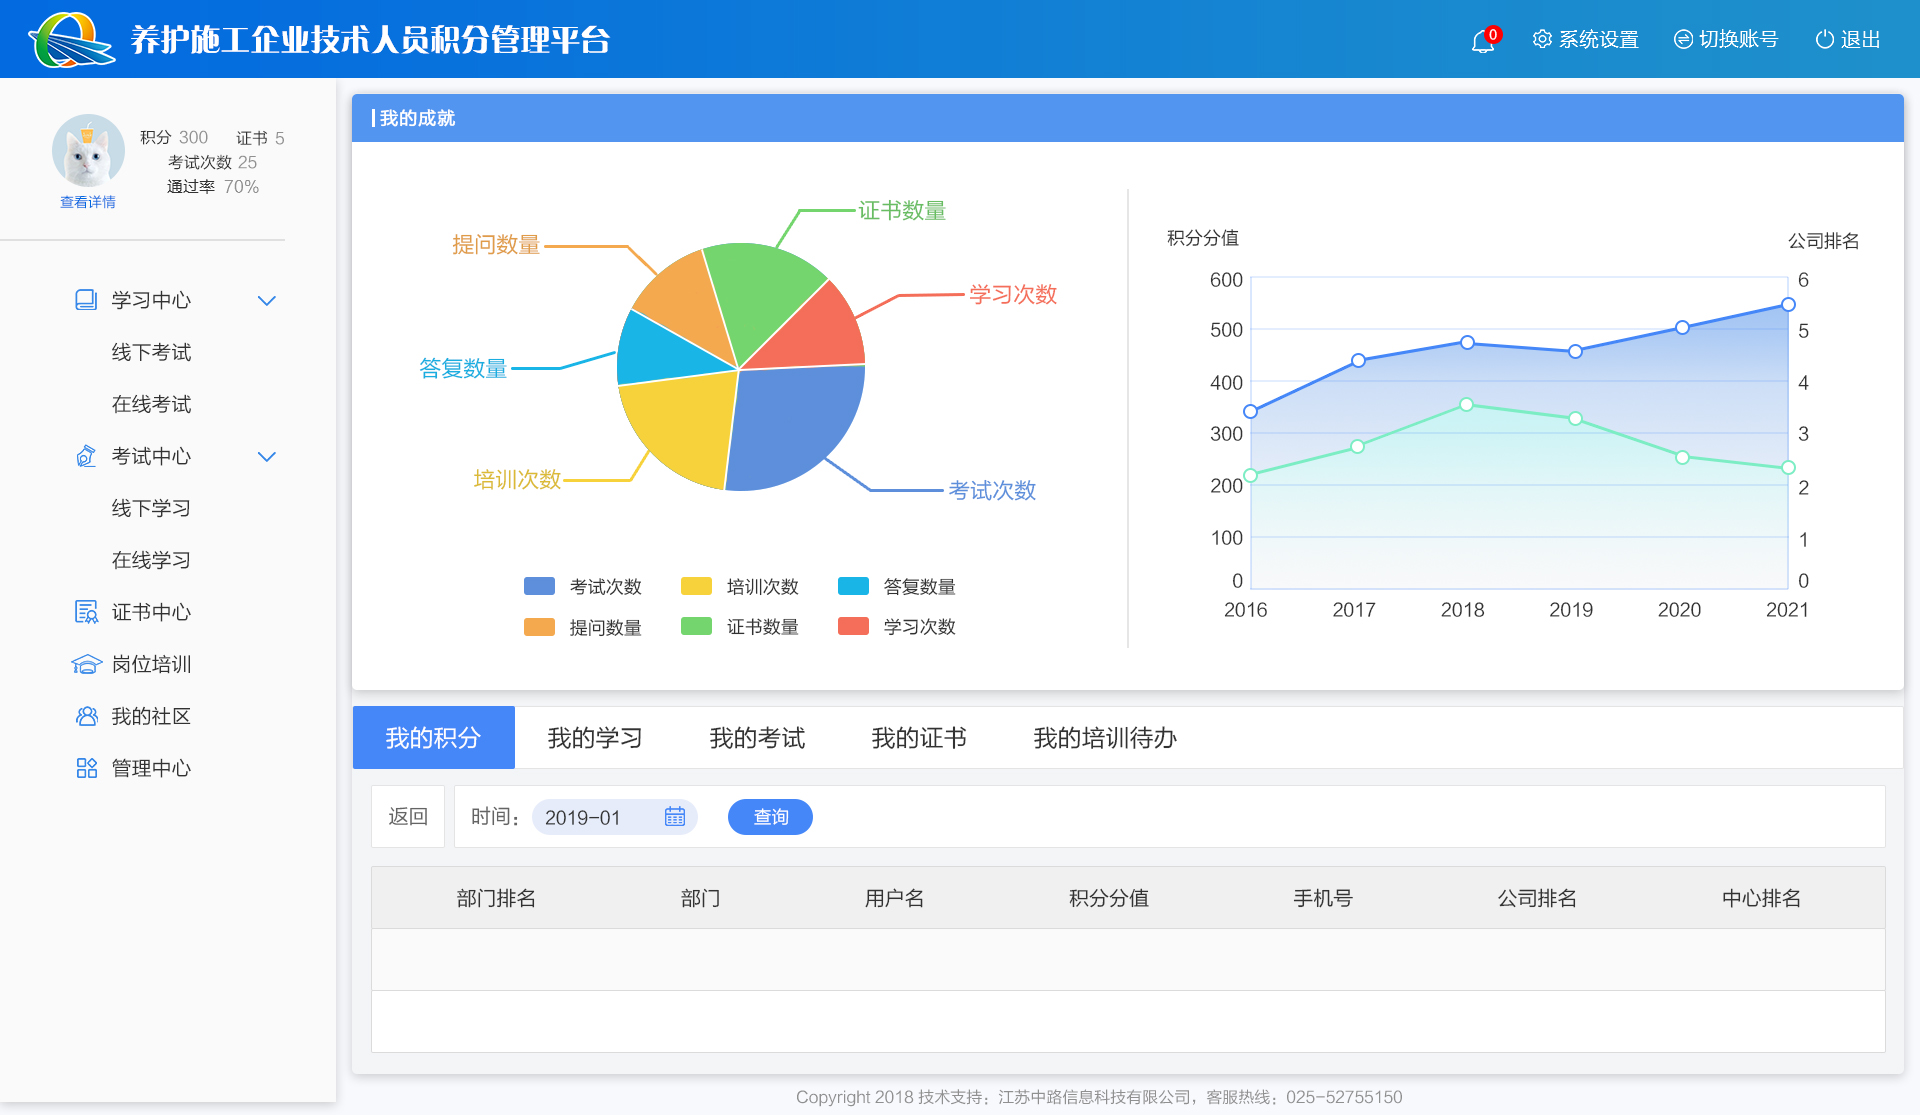 养护施工企业技术人员积分管理平台
0
系统设置
切换账号
退出
积分 300 证书 5
考试次数 25
通过率 70%
查看详情
学习中心
线下考试
在线考试
考试中心
线下学习
在线学习
证书中心
岗位培训
我的社区
管理中心
我的成就
证书数量
提问数量
学习次数
答复数量
培训次数
考试次数
考试次数 培训次数 答复数量
提问数量 证书数量 学习次数
积分分值 公司排名
600 6
500 5
400 4
300 3
200 2
100 1
0 0
2016 2017 2018 2019 2020 2021
我的积分 我的学习 我的考试 我的证书 我的培训待办
返回 时间： 2019-01 查询
部门排名 部门 用户名 积分分值 手机号 公司排名 中心排名
Copyright 2018 技术支持：江苏中路信息科技有限公司，客服热线：025-52755150